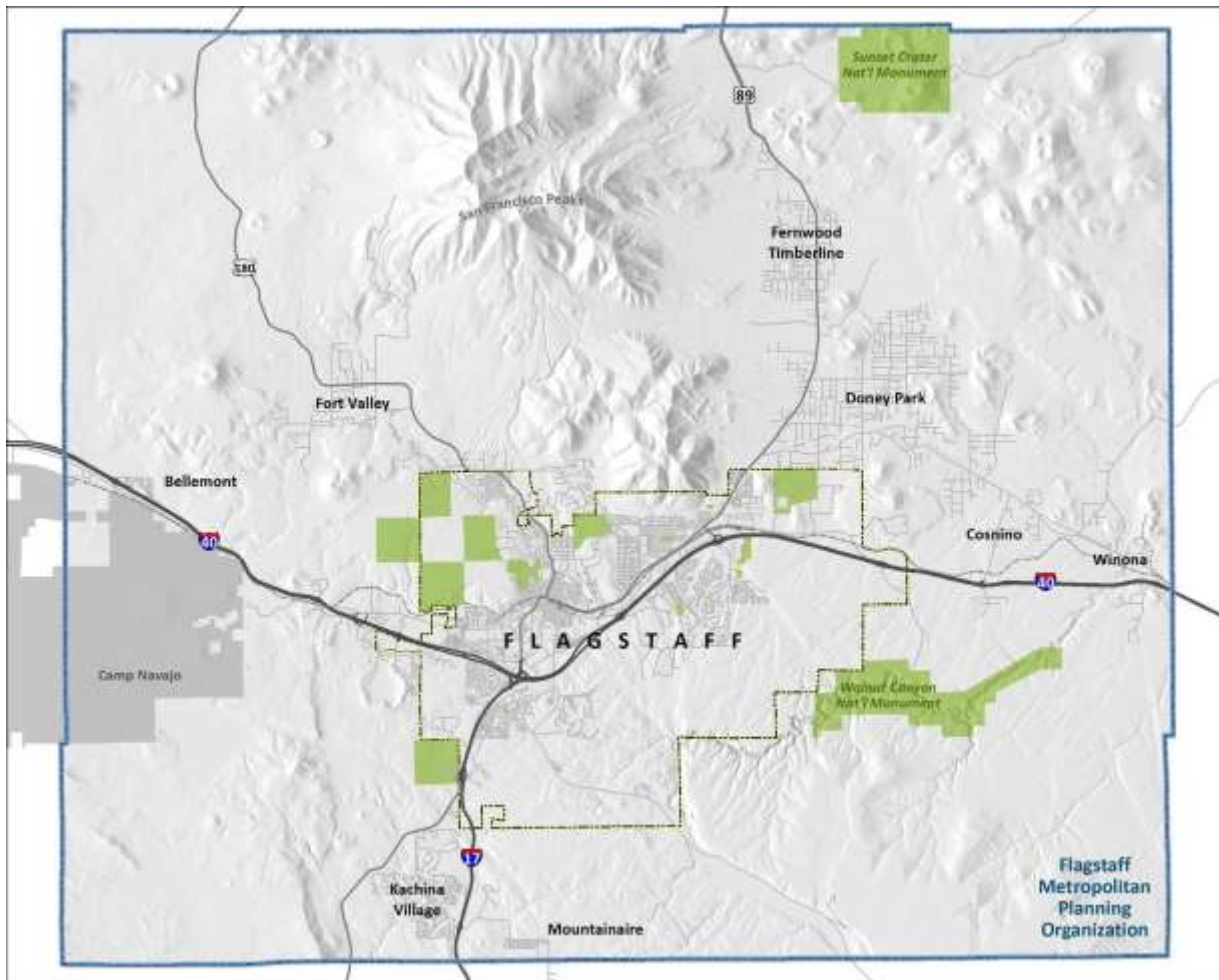 Sunset Crater
Nat'l Monument
89
San Francisco Peaks
Fernwood
Timberline
180
Fort Valley
Doney Park
Bellemont
40
Cosnino
Winona
40
FLAGSTAFF
Camp Navajo
Walnut Canyon
Nat'l Monument
17
Kachina
Village
Mountainaire
Flagstaff
Metropolitan
Planning
Organization